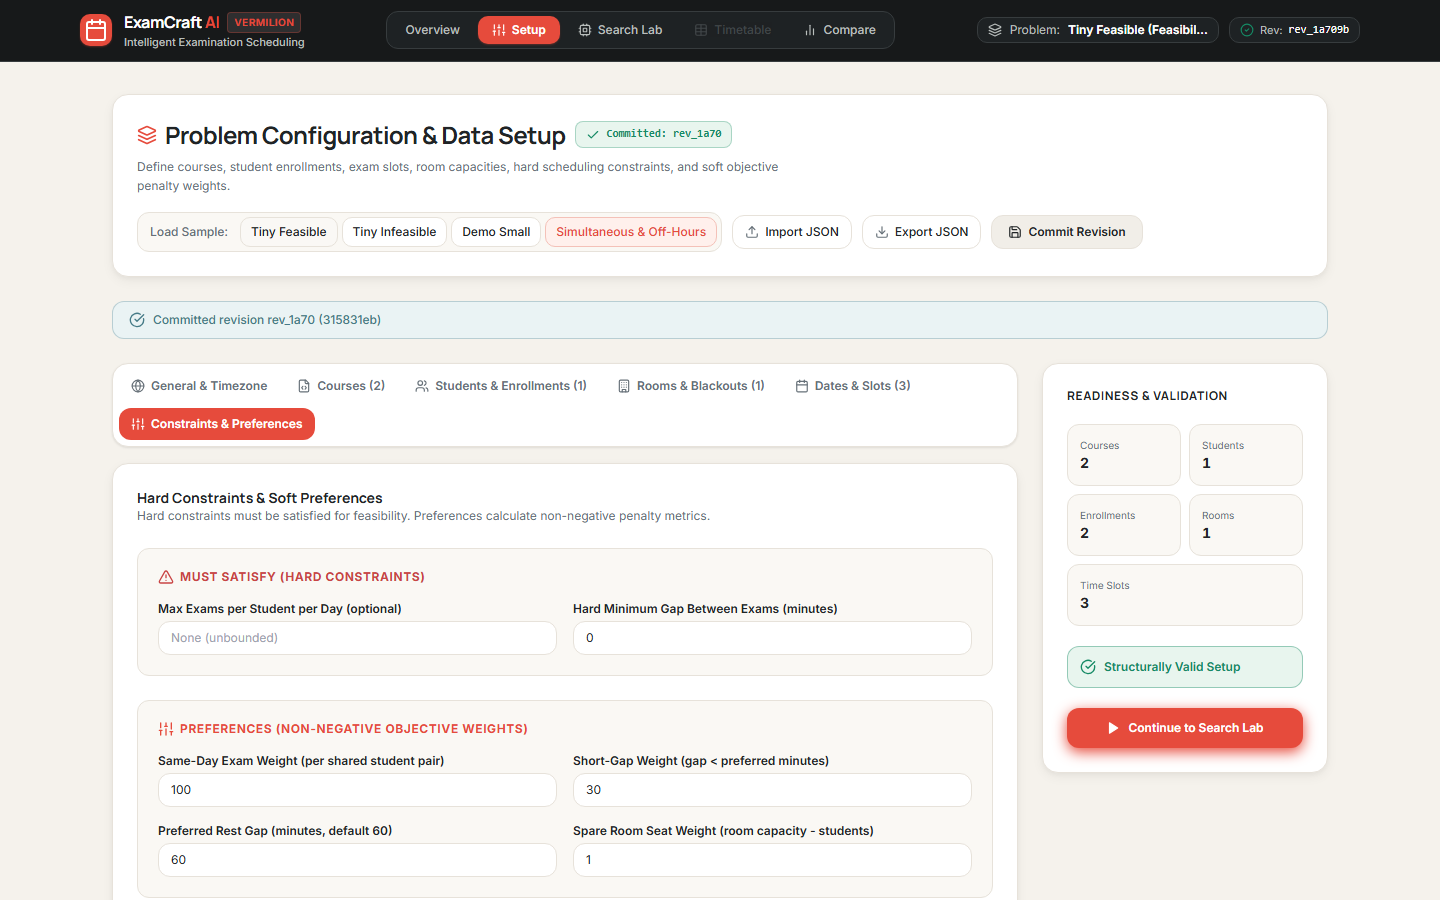 ExamCraft AI VERMILION
Intelligent Examination Scheduling
Overview
Setup
Search Lab
Timetable
Compare
Problem: Tiny Feasible (Feasibil...
Rev: rev_1a709b
Problem Configuration & Data Setup
Committed: rev_1a70
Define courses, student enrollments, exam slots, room capacities, hard scheduling constraints, and soft objective
penalty weights.
Load Sample:
Tiny Feasible
Tiny Infeasible
Demo Small
Simultaneous & Off-Hours
Import JSON
Export JSON
Commit Revision
Committed revision rev_1a70 (315831eb)
General & Timezone
Courses (2)
Students & Enrollments (1)
Rooms & Blackouts (1)
Dates & Slots (3)
Constraints & Preferences
Hard Constraints & Soft Preferences
Hard constraints must be satisfied for feasibility. Preferences calculate non-negative penalty metrics.
MUST SATISFY (HARD CONSTRAINTS)
Max Exams per Student per Day (optional)
None (unbounded)
Hard Minimum Gap Between Exams (minutes)
0
PREFERENCES (NON-NEGATIVE OBJECTIVE WEIGHTS)
Same-Day Exam Weight (per shared student pair)
100
Short-Gap Weight (gap < preferred minutes)
30
Preferred Rest Gap (minutes, default 60)
60
Spare Room Seat Weight (room capacity - students)
1
READINESS & VALIDATION
Courses
2
Students
1
Enrollments
2
Rooms
1
Time Slots
3
Structurally Valid Setup
Continue to Search Lab